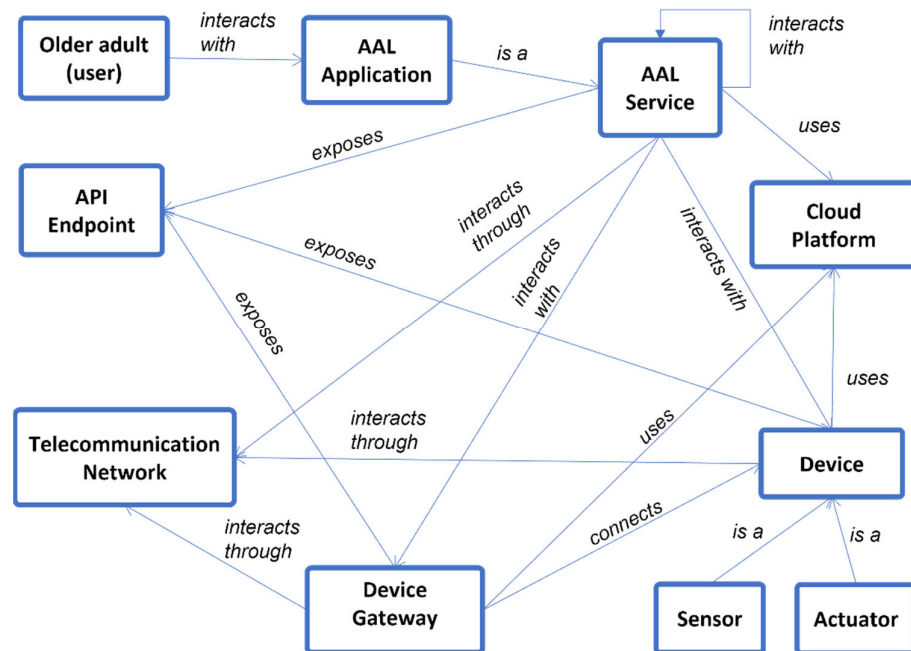 Older adult
(user)
interacts
with
AAL
Application
is a
AAL
Service
interacts
with
exposes
uses
API
Endpoint
interacts
through
exposes
interacts
with
interacts with
Cloud
Platform
exposes
uses
uses
Telecommunication
Network
interacts
through
Device
interacts
through
connects
is a
is a
Device
Gateway
Sensor
Actuator